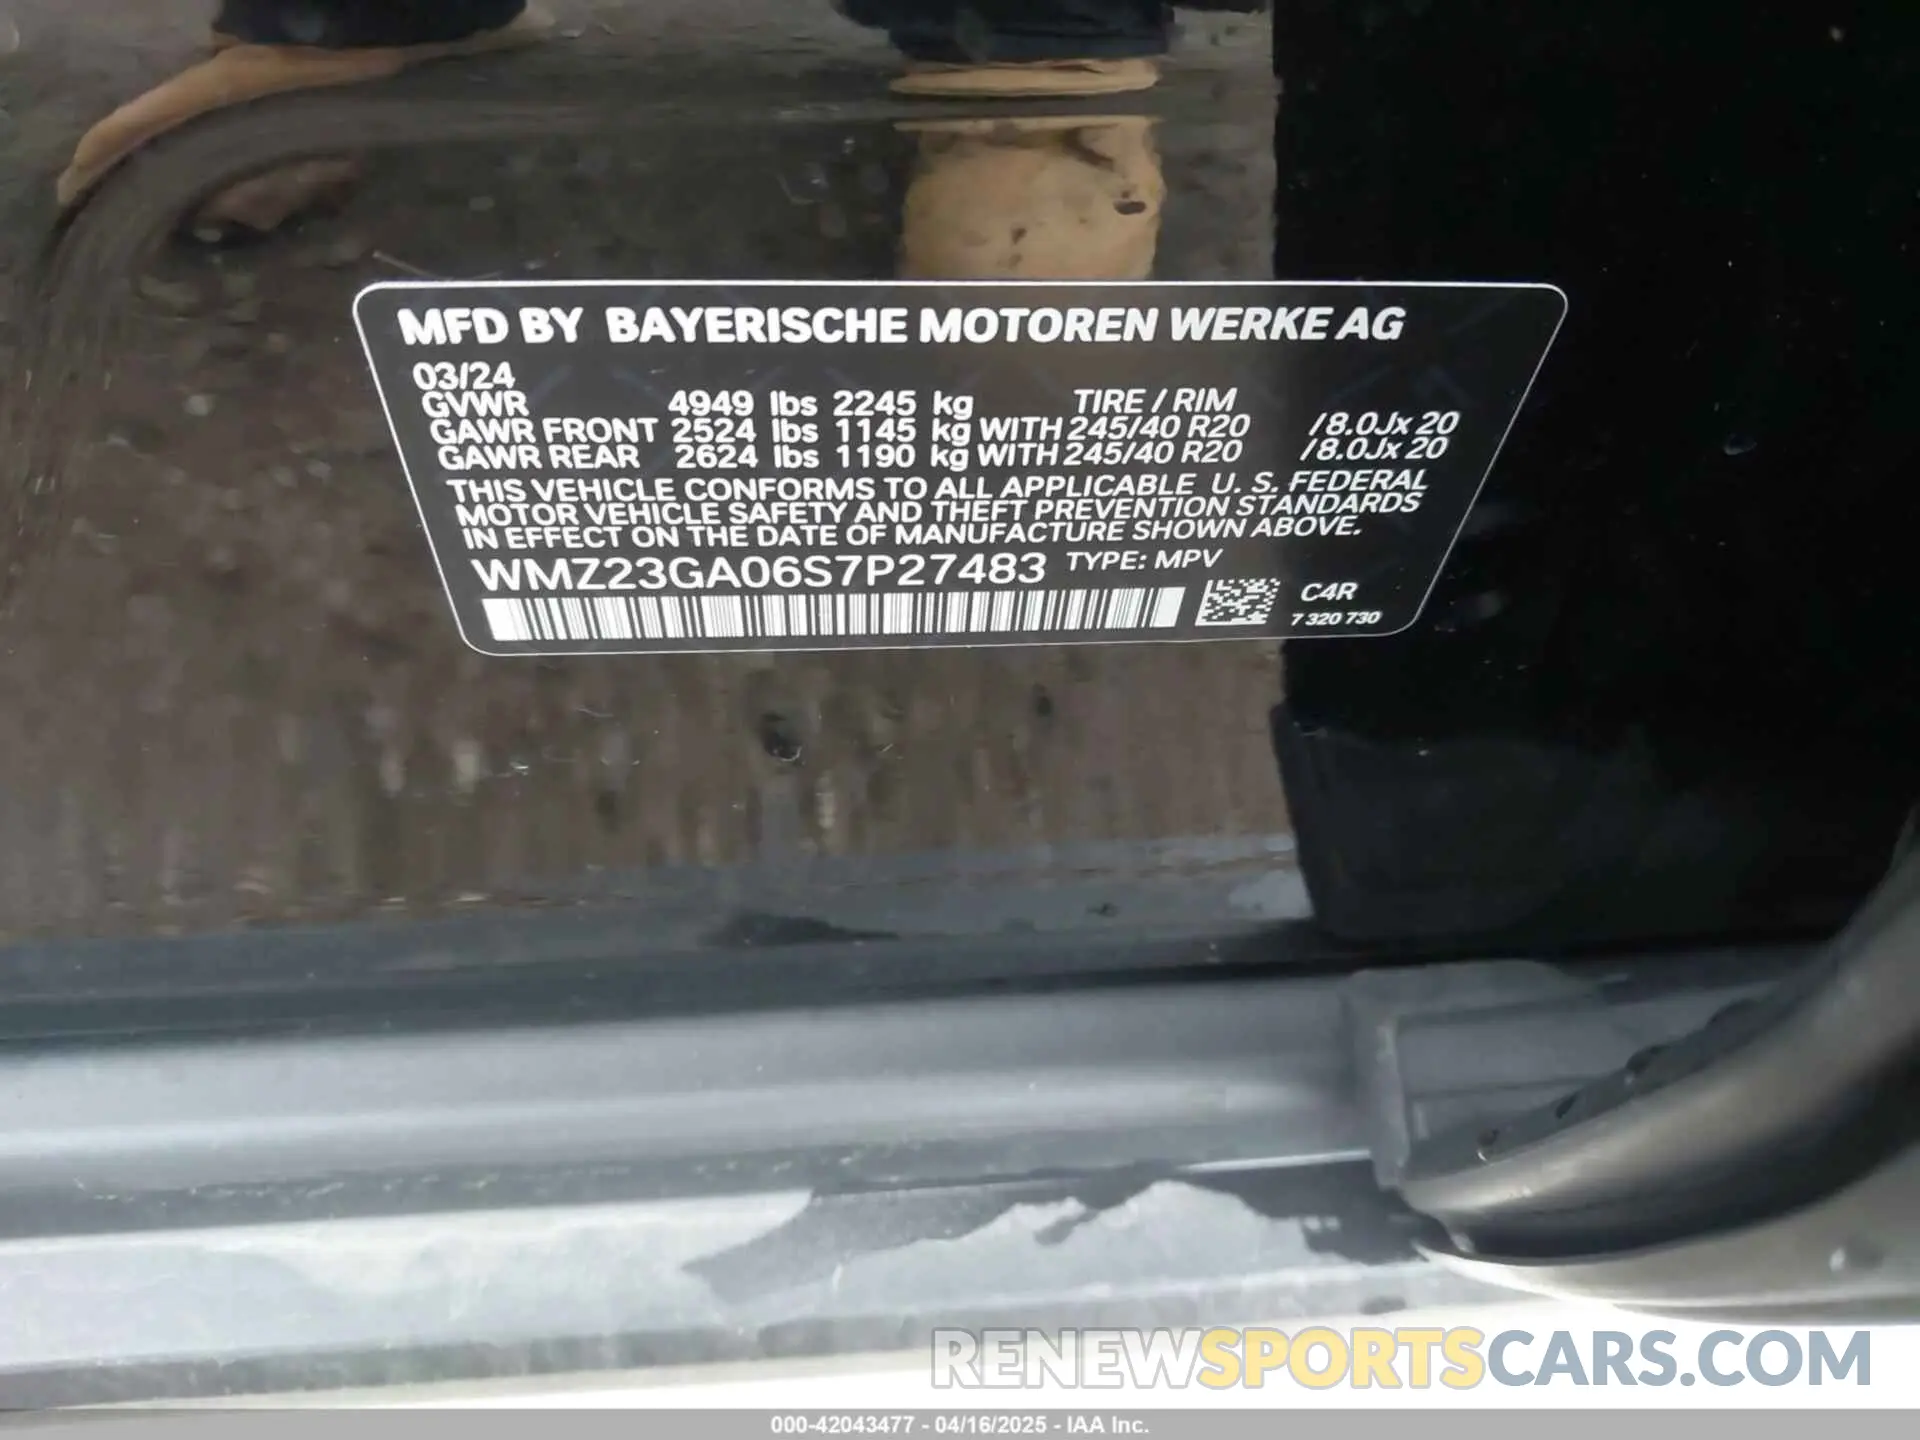 MFD BY BAYERISCHE MOTOREN WERKE AG
03/24
GVWR 4949 lbs 2245 kg TIRE / RIM
GAWR FRONT 2524 lbs 1145 kg WITH 245/40 R20 /8.0Jx 20
GAWR REAR 2624 lbs 1190 kg WITH 245/40 R20 /8.0Jx 20
THIS VEHICLE CONFORMS TO ALL APPLICABLE U. S. FEDERAL
MOTOR VEHICLE SAFETY AND THEFT PREVENTION STANDARDS
IN EFFECT ON THE DATE OF MANUFACTURE SHOWN ABOVE.
WMZ23GA06S7P27483 TYPE: MPV
C4R
7 320 730
RENEWSPORTSCARS.COM
000-42043477 - 04/16/2025 - IAA Inc.